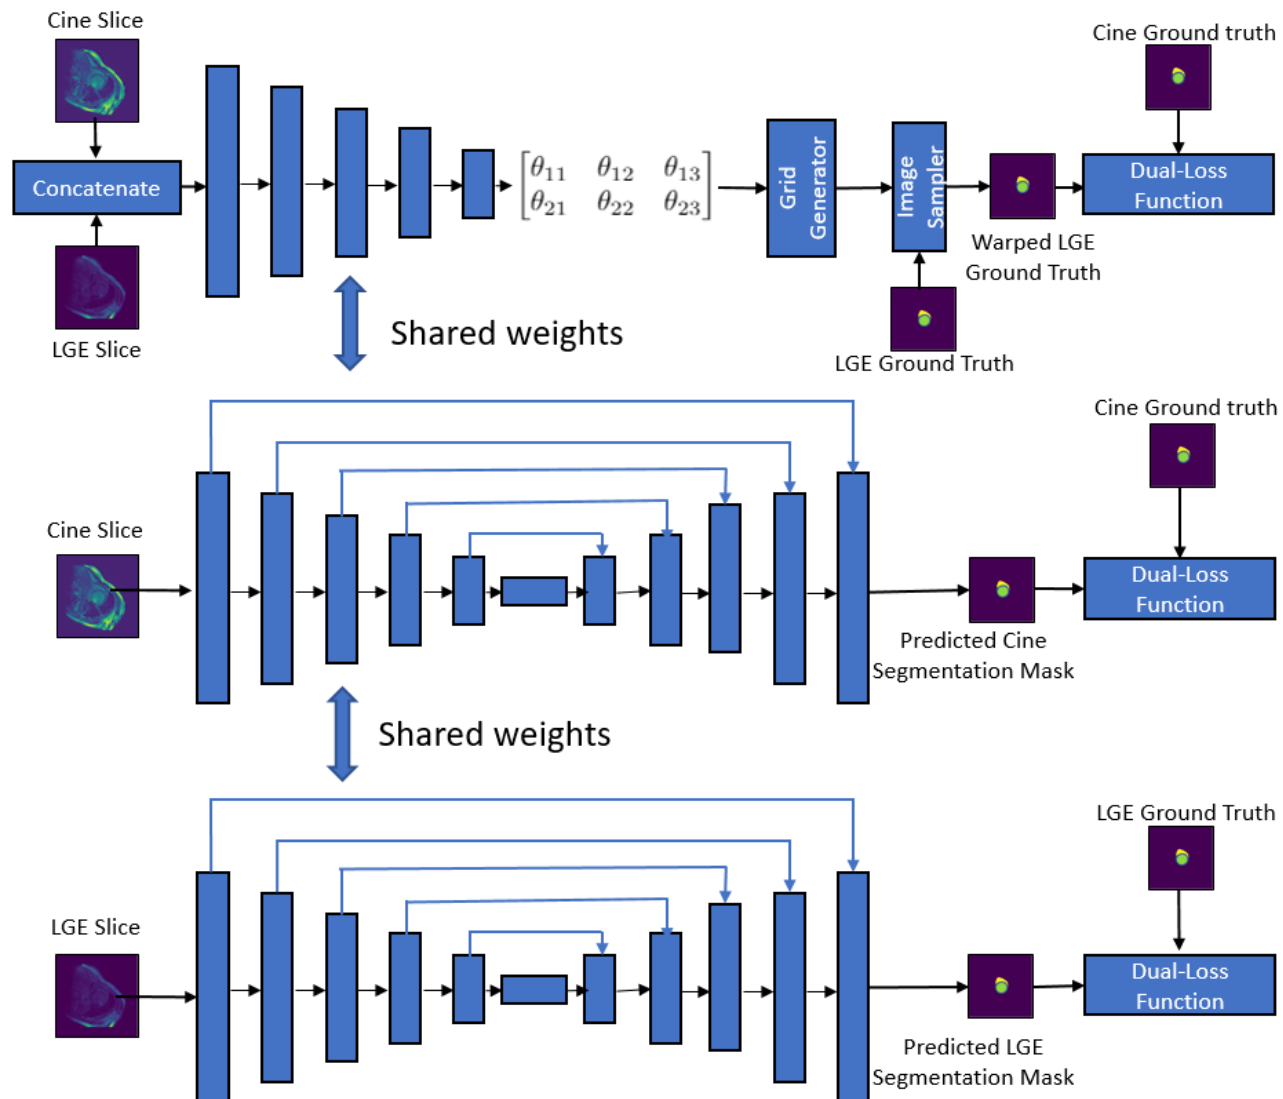 Cine Slice
Concatenate
LGE Slice
θ11 θ12 θ13
θ21 θ22 θ23
Grid
Generator
Image
Sampler
Warped LGE
Ground Truth
LGE Ground Truth
Cine Ground truth
Dual-Loss
Function
Shared weights
Cine Slice
Predicted Cine
Segmentation Mask
Cine Ground truth
Dual-Loss
Function
Shared weights
LGE Slice
Predicted LGE
Segmentation Mask
LGE Ground Truth
Dual-Loss
Function